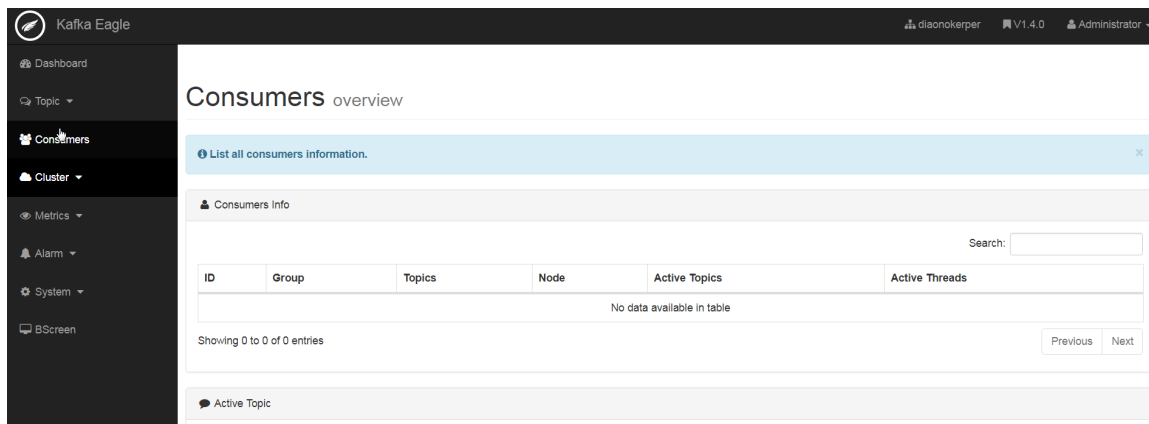 Kafka Eagle
diaonokerper V1.4.0 Administrator
Dashboard
Topic
Consumers
Cluster
Metrics
Alarm
System
BScreen
Consumers overview
List all consumers information. ×
Consumers Info
Search:
ID Group Topics Node Active Topics Active Threads
No data available in table
Showing 0 to 0 of 0 entries
Previous Next
Active Topic